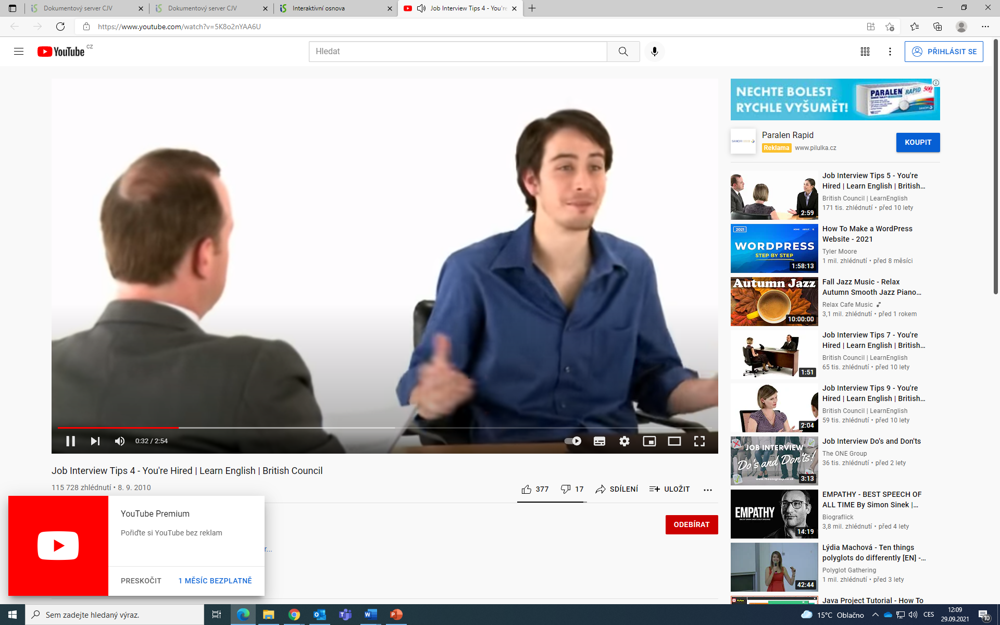 Dokumentový server CJV
Dokumentový server CJV
Interaktivní osnova
Job Interview Tips 4 - You're
https://www.youtube.com/watch?v=5K8o2nYAA6U
YouTube CZ
Hledat
PŘIHLÁSIT SE
NECHTE BOLEST
RYCHLE VYŠUMĚT!
PARALEN RAPID 500
SANOFI
Paralen Rapid
Reklama www.pilulka.cz
KOUPIT
Job Interview Tips 5 - You're
Hired | Learn English | British...
British Council | LearnEnglish
171 tis. zhlédnutí • před 10 lety
2:59
2021
HOME ABOUT
WORDPRESS
STEP BY STEP
1:58:13
How To Make a WordPress
Website - 2021
Tyler Moore
1 mil. zhlédnutí • před 8 měsíci
Autumn Jazz
10:00:00
Fall Jazz Music - Relax
Autumn Smooth Jazz Piano...
Relax Cafe Music
3,1 mil. zhlédnutí • před 1 rokem
Job Interview Tips 7 - You're
Hired | Learn English | British...
British Council | LearnEnglish
65 tis. zhlédnutí • před 10 lety
1:51
Job Interview Tips 9 - You're
Hired | Learn English | British...
British Council | LearnEnglish
59 tis. zhlédnutí • před 10 lety
2:04
JOB INTERVIEW
Do's and Don'ts!
www.theonegroup.co.uk
3:13
Job Interview Do's and Don'ts
The ONE Group
36 tis. zhlédnutí • před 2 lety
EMPATHY
14:19
EMPATHY - BEST SPEECH OF
ALL TIME By Simon Sinek |...
Biograflick
3,8 mil. zhlédnutí • před 4 lety
42:44
Lýdia Machová - Ten things
polyglots do differently [EN] -...
Polyglot Gathering
1 mil. zhlédnutí • před 3 lety
Java Project Tutorial - How To
0:32 / 2:54
Job Interview Tips 4 - You're Hired | Learn English | British Council
115 728 zhlédnutí • 8. 9. 2010
377
17
SDÍLENÍ
ULOŽIT
ODEBÍRAT
r...
YouTube Premium
Pořiďte si YouTube bez reklam
PRESKOČIT
1 MĚSÍC BEZPLATNĚ
Sem zadejte hledaný výraz.
15°C Oblačno
CES
12:09
29.09.2021
10